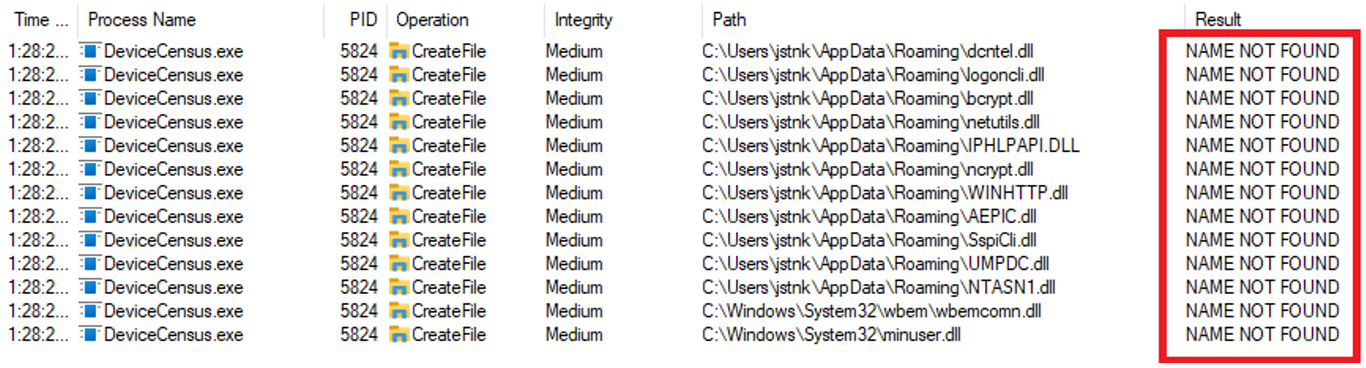 Time ... Process Name PID Operation Integrity Path Result
1:28:2... DeviceCensus.exe 5824 CreateFile Medium C:\Users\jstnk\AppData\Roaming\dcntel.dll NAME NOT FOUND
1:28:2... DeviceCensus.exe 5824 CreateFile Medium C:\Users\jstnk\AppData\Roaming\logoncli.dll NAME NOT FOUND
1:28:2... DeviceCensus.exe 5824 CreateFile Medium C:\Users\jstnk\AppData\Roaming\bcrypt.dll NAME NOT FOUND
1:28:2... DeviceCensus.exe 5824 CreateFile Medium C:\Users\jstnk\AppData\Roaming\netutils.dll NAME NOT FOUND
1:28:2... DeviceCensus.exe 5824 CreateFile Medium C:\Users\jstnk\AppData\Roaming\IPHLPAPI.DLL NAME NOT FOUND
1:28:2... DeviceCensus.exe 5824 CreateFile Medium C:\Users\jstnk\AppData\Roaming\ncrypt.dll NAME NOT FOUND
1:28:2... DeviceCensus.exe 5824 CreateFile Medium C:\Users\jstnk\AppData\Roaming\WINHTTP.dll NAME NOT FOUND
1:28:2... DeviceCensus.exe 5824 CreateFile Medium C:\Users\jstnk\AppData\Roaming\AEPIC.dll NAME NOT FOUND
1:28:2... DeviceCensus.exe 5824 CreateFile Medium C:\Users\jstnk\AppData\Roaming\SspiCli.dll NAME NOT FOUND
1:28:2... DeviceCensus.exe 5824 CreateFile Medium C:\Users\jstnk\AppData\Roaming\UMPDC.dll NAME NOT FOUND
1:28:2... DeviceCensus.exe 5824 CreateFile Medium C:\Users\jstnk\AppData\Roaming\NTASN1.dll NAME NOT FOUND
1:28:2... DeviceCensus.exe 5824 CreateFile Medium C:\Windows\System32\wbem\wbemcomn.dll NAME NOT FOUND
1:28:2... DeviceCensus.exe 5824 CreateFile Medium C:\Windows\System32\minuser.dll NAME NOT FOUND